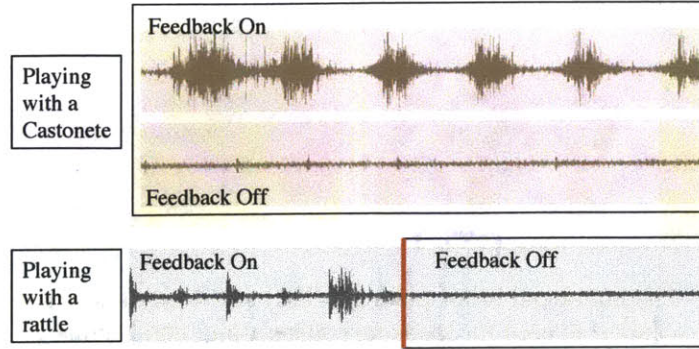 Feedback On
Playing
with a
Castonete
Feedback Off
Playing
with a
rattle
Feedback On
Feedback Off